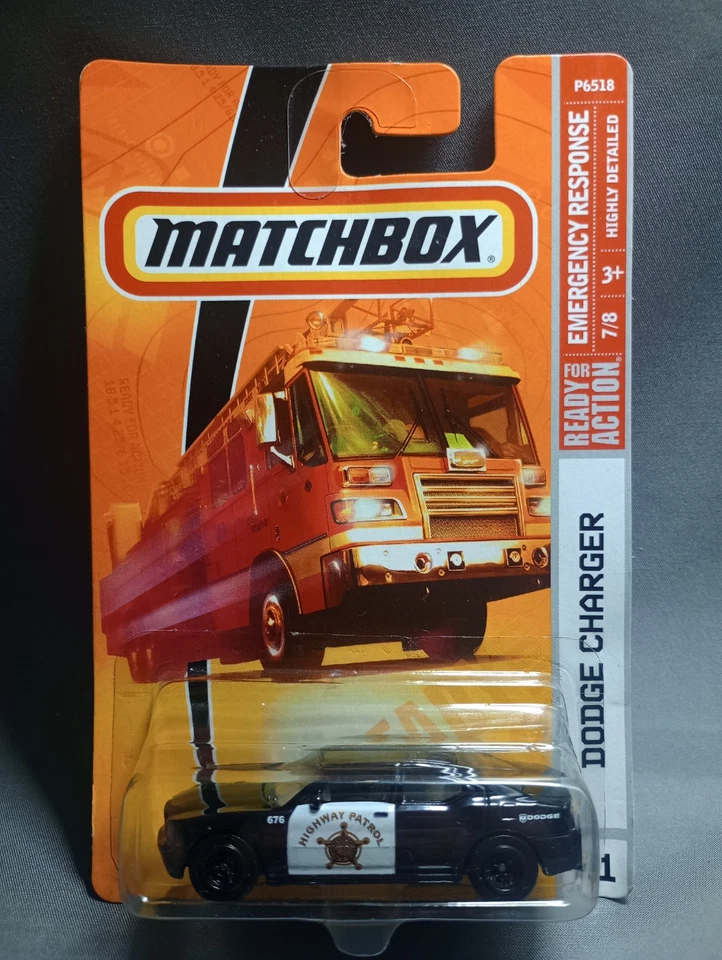 P6518
MATCHBOX®
EMERGENCY RESPONSE
HIGHLY DETAILED
7/8 3+
READY FOR
ACTION®
DODGE CHARGER
676
HIGHWAY PATROL
DODGE
1